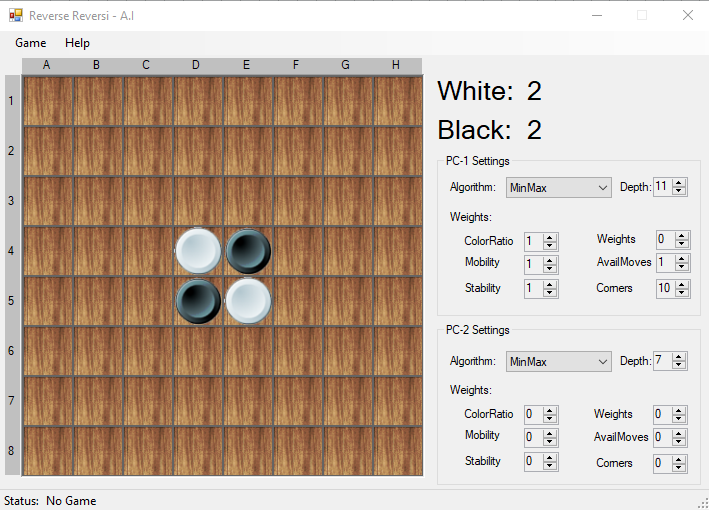 Reverse Reversi - A.I
Game Help
A B C D E F G H
1
2
3
4
5
6
7
8
White: 2
Black: 2
PC-1 Settings
Algorithm: MinMax Depth: 11
Weights:
ColorRatio 1 Weights 0
Mobility 1 AvailMoves 1
Stability 1 Corners 10
PC-2 Settings
Algorithm: MinMax Depth: 7
Weights:
ColorRatio 0 Weights 0
Mobility 0 AvailMoves 0
Stability 0 Corners 0
Status: No Game